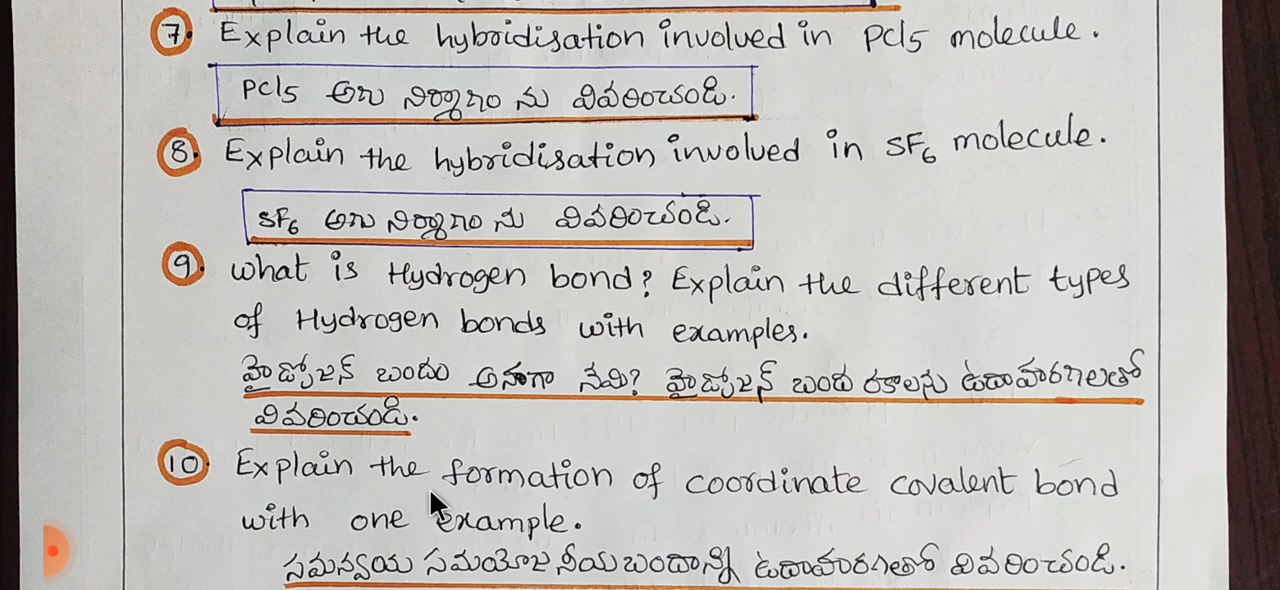 7. Explain the hybridisation involved in PCl5 molecule.
PCl5 అణు నిర్మాణం ను వివరించండి.
8. Explain the hybridisation involved in SF6 molecule.
SF6 అణు నిర్మాణం ను వివరించండి.
9. What is Hydrogen bond? Explain the different types
of Hydrogen bonds with examples.
హైడ్రోజన్ బందం అనగా నేమి? హైడ్రోజన్ బంద రకాలను ఉదాహరణలతో
వివరించండి.
10. Explain the formation of coordinate covalent bond
with one example.
సమన్వయ సమయోజనీయ బందాన్ని ఉదాహరణతో వివరించండి.